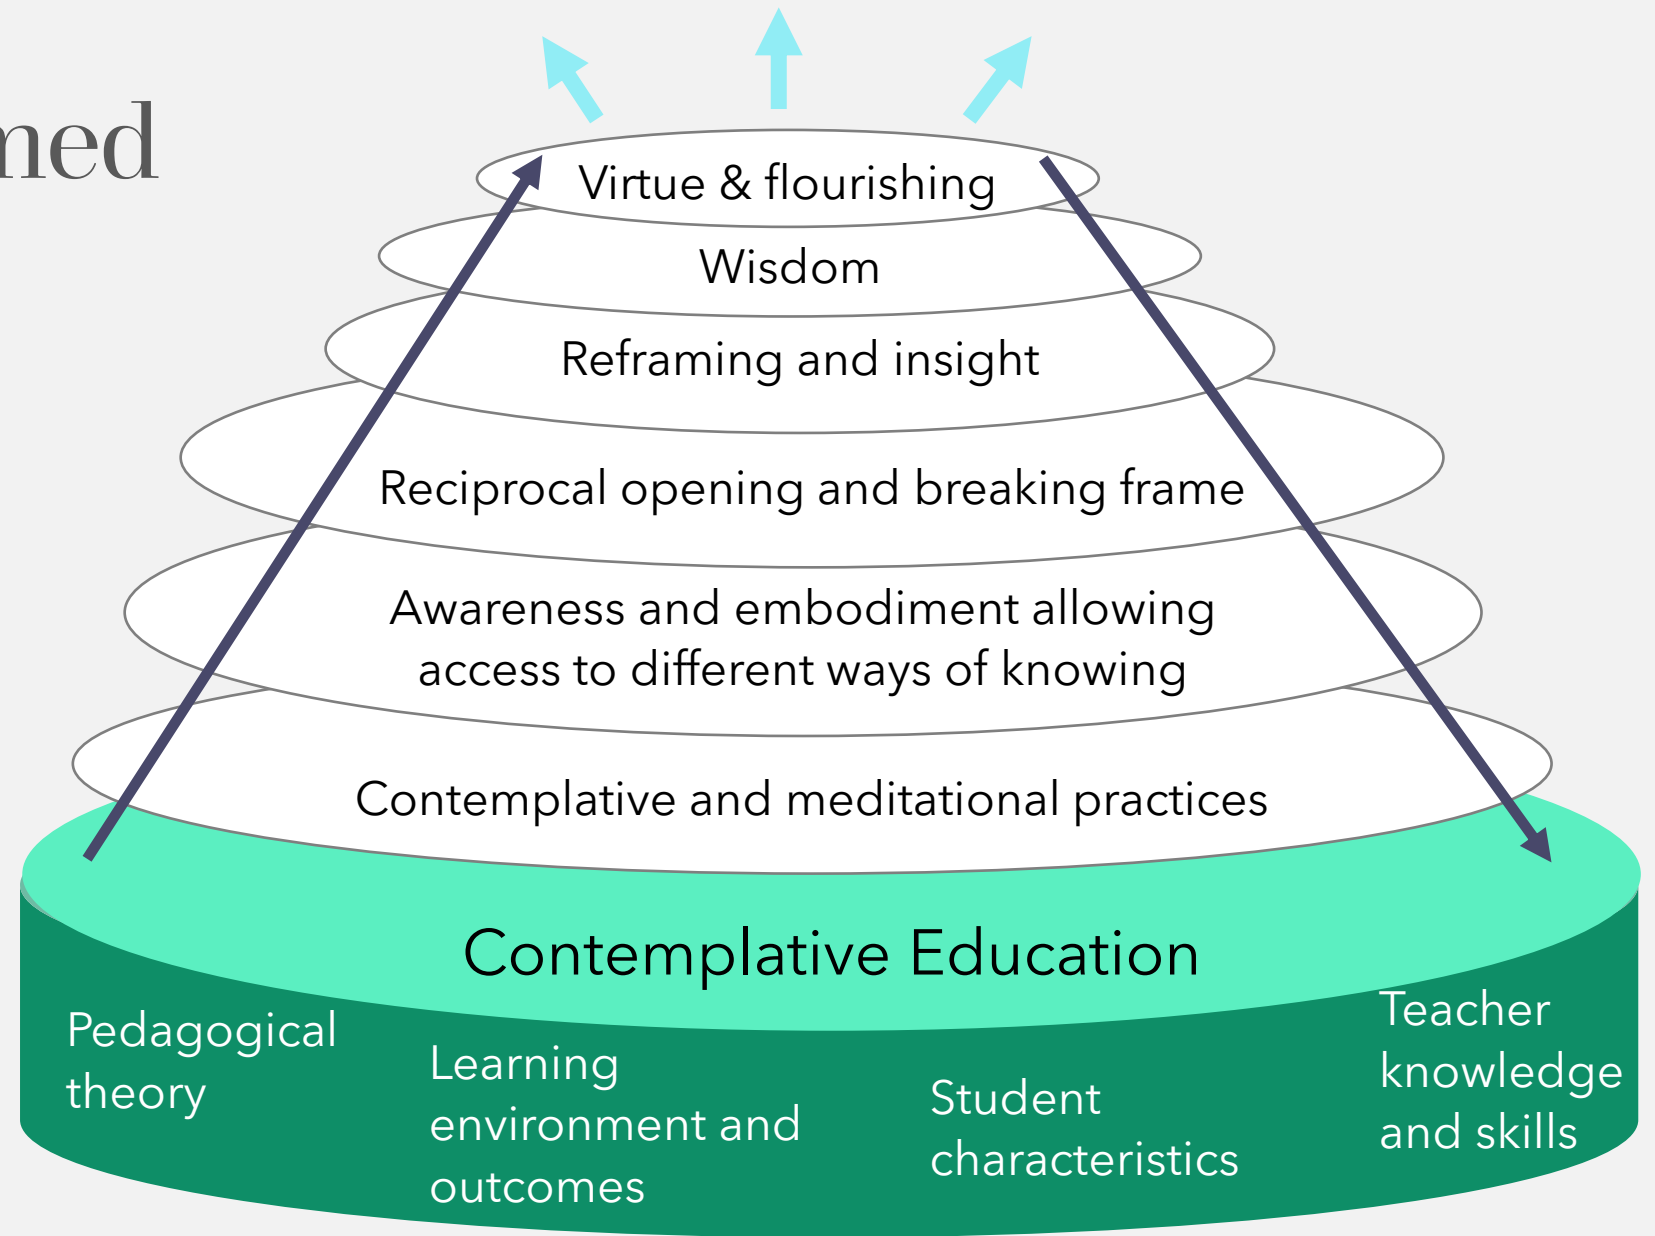 med
Virtue & flourishing
Wisdom
Reframing and insight
Reciprocal opening and breaking frame
Awareness and embodiment allowing
access to different ways of knowing
Contemplative and meditational practices
Contemplative Education
Pedagogical
theory
Learning
environment and
outcomes
Student
characteristics
Teacher
knowledge
and skills